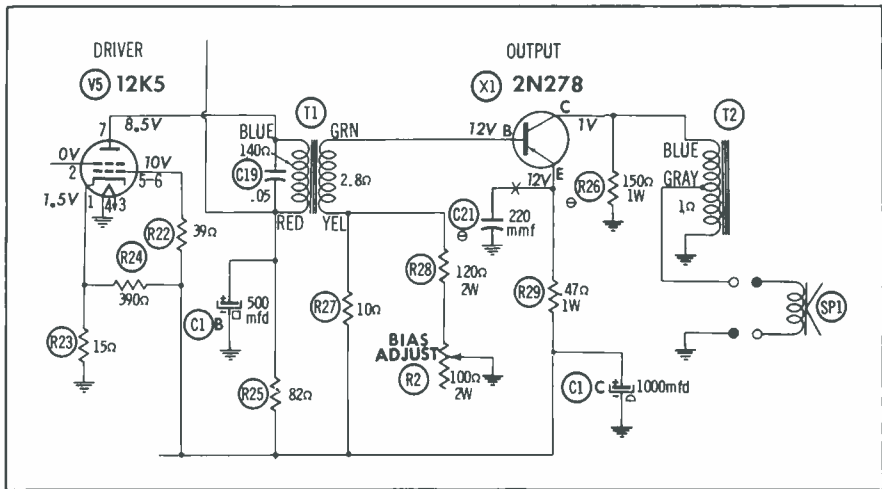 DRIVER
V5 12K5
OUTPUT
X1 2N278
7
8.5V
BLUE
140Ω
C19
.05
RED
T1
GRN
2.8Ω
YEL
12V
B
C
1V
E
12V
T2
BLUE
GRAY
1Ω
0V
2
10V
5-6
1.5V
1
4
3
R22
39Ω
R24
390Ω
R23
15Ω
C1 B
500
mfd
R25
82Ω
R27
10Ω
R28
120Ω
2W
BIAS
ADJUST
R2
100Ω
2W
C21
220
mmf
R26
150Ω
1W
R29
47Ω
1W
C1 C
1000mfd
SP1